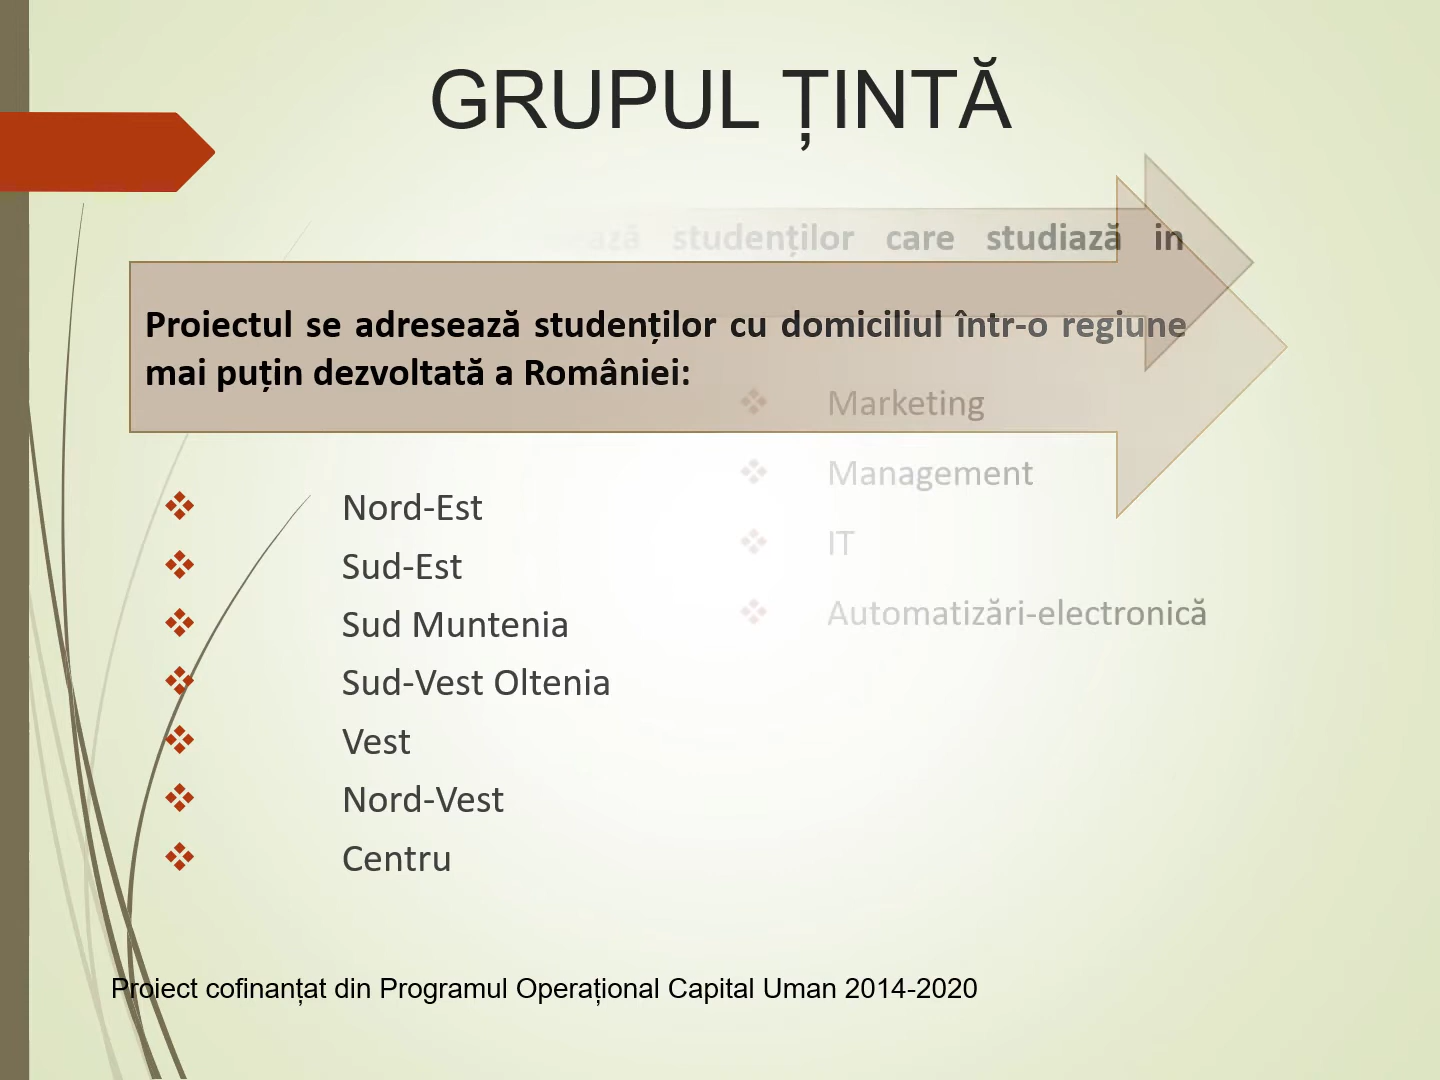 GRUPUL ȚINTĂ
studenților care studiază in
Proiectul se adresează studenților cu domiciliul într-o regiune
mai puțin dezvoltată a României:
Marketing
Management
IT
Automatizări-electronică
Nord-Est
Sud-Est
Sud Muntenia
Sud-Vest Oltenia
Vest
Nord-Vest
Centru
Proiect cofinanțat din Programul Operațional Capital Uman 2014-2020